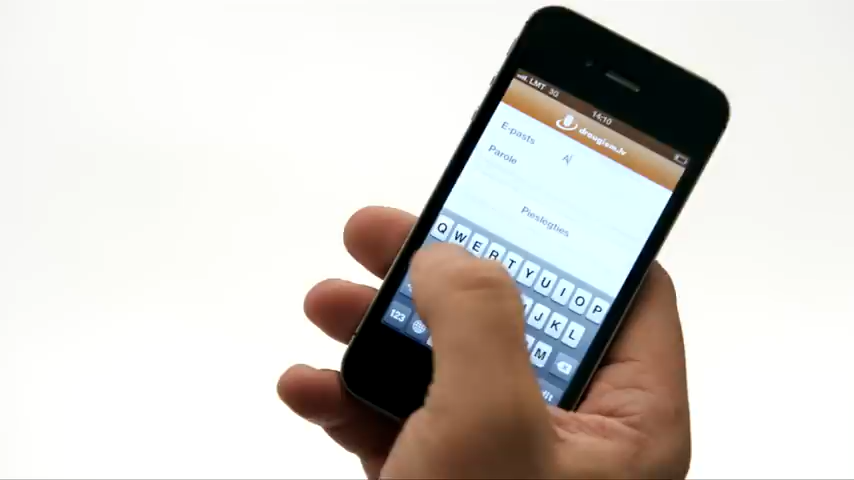 LMT 3G 14:10
draugiem.lv
E-pasts A
Parole
Pieslēgties
Q W E R T Y U I O P
J K L
123 M